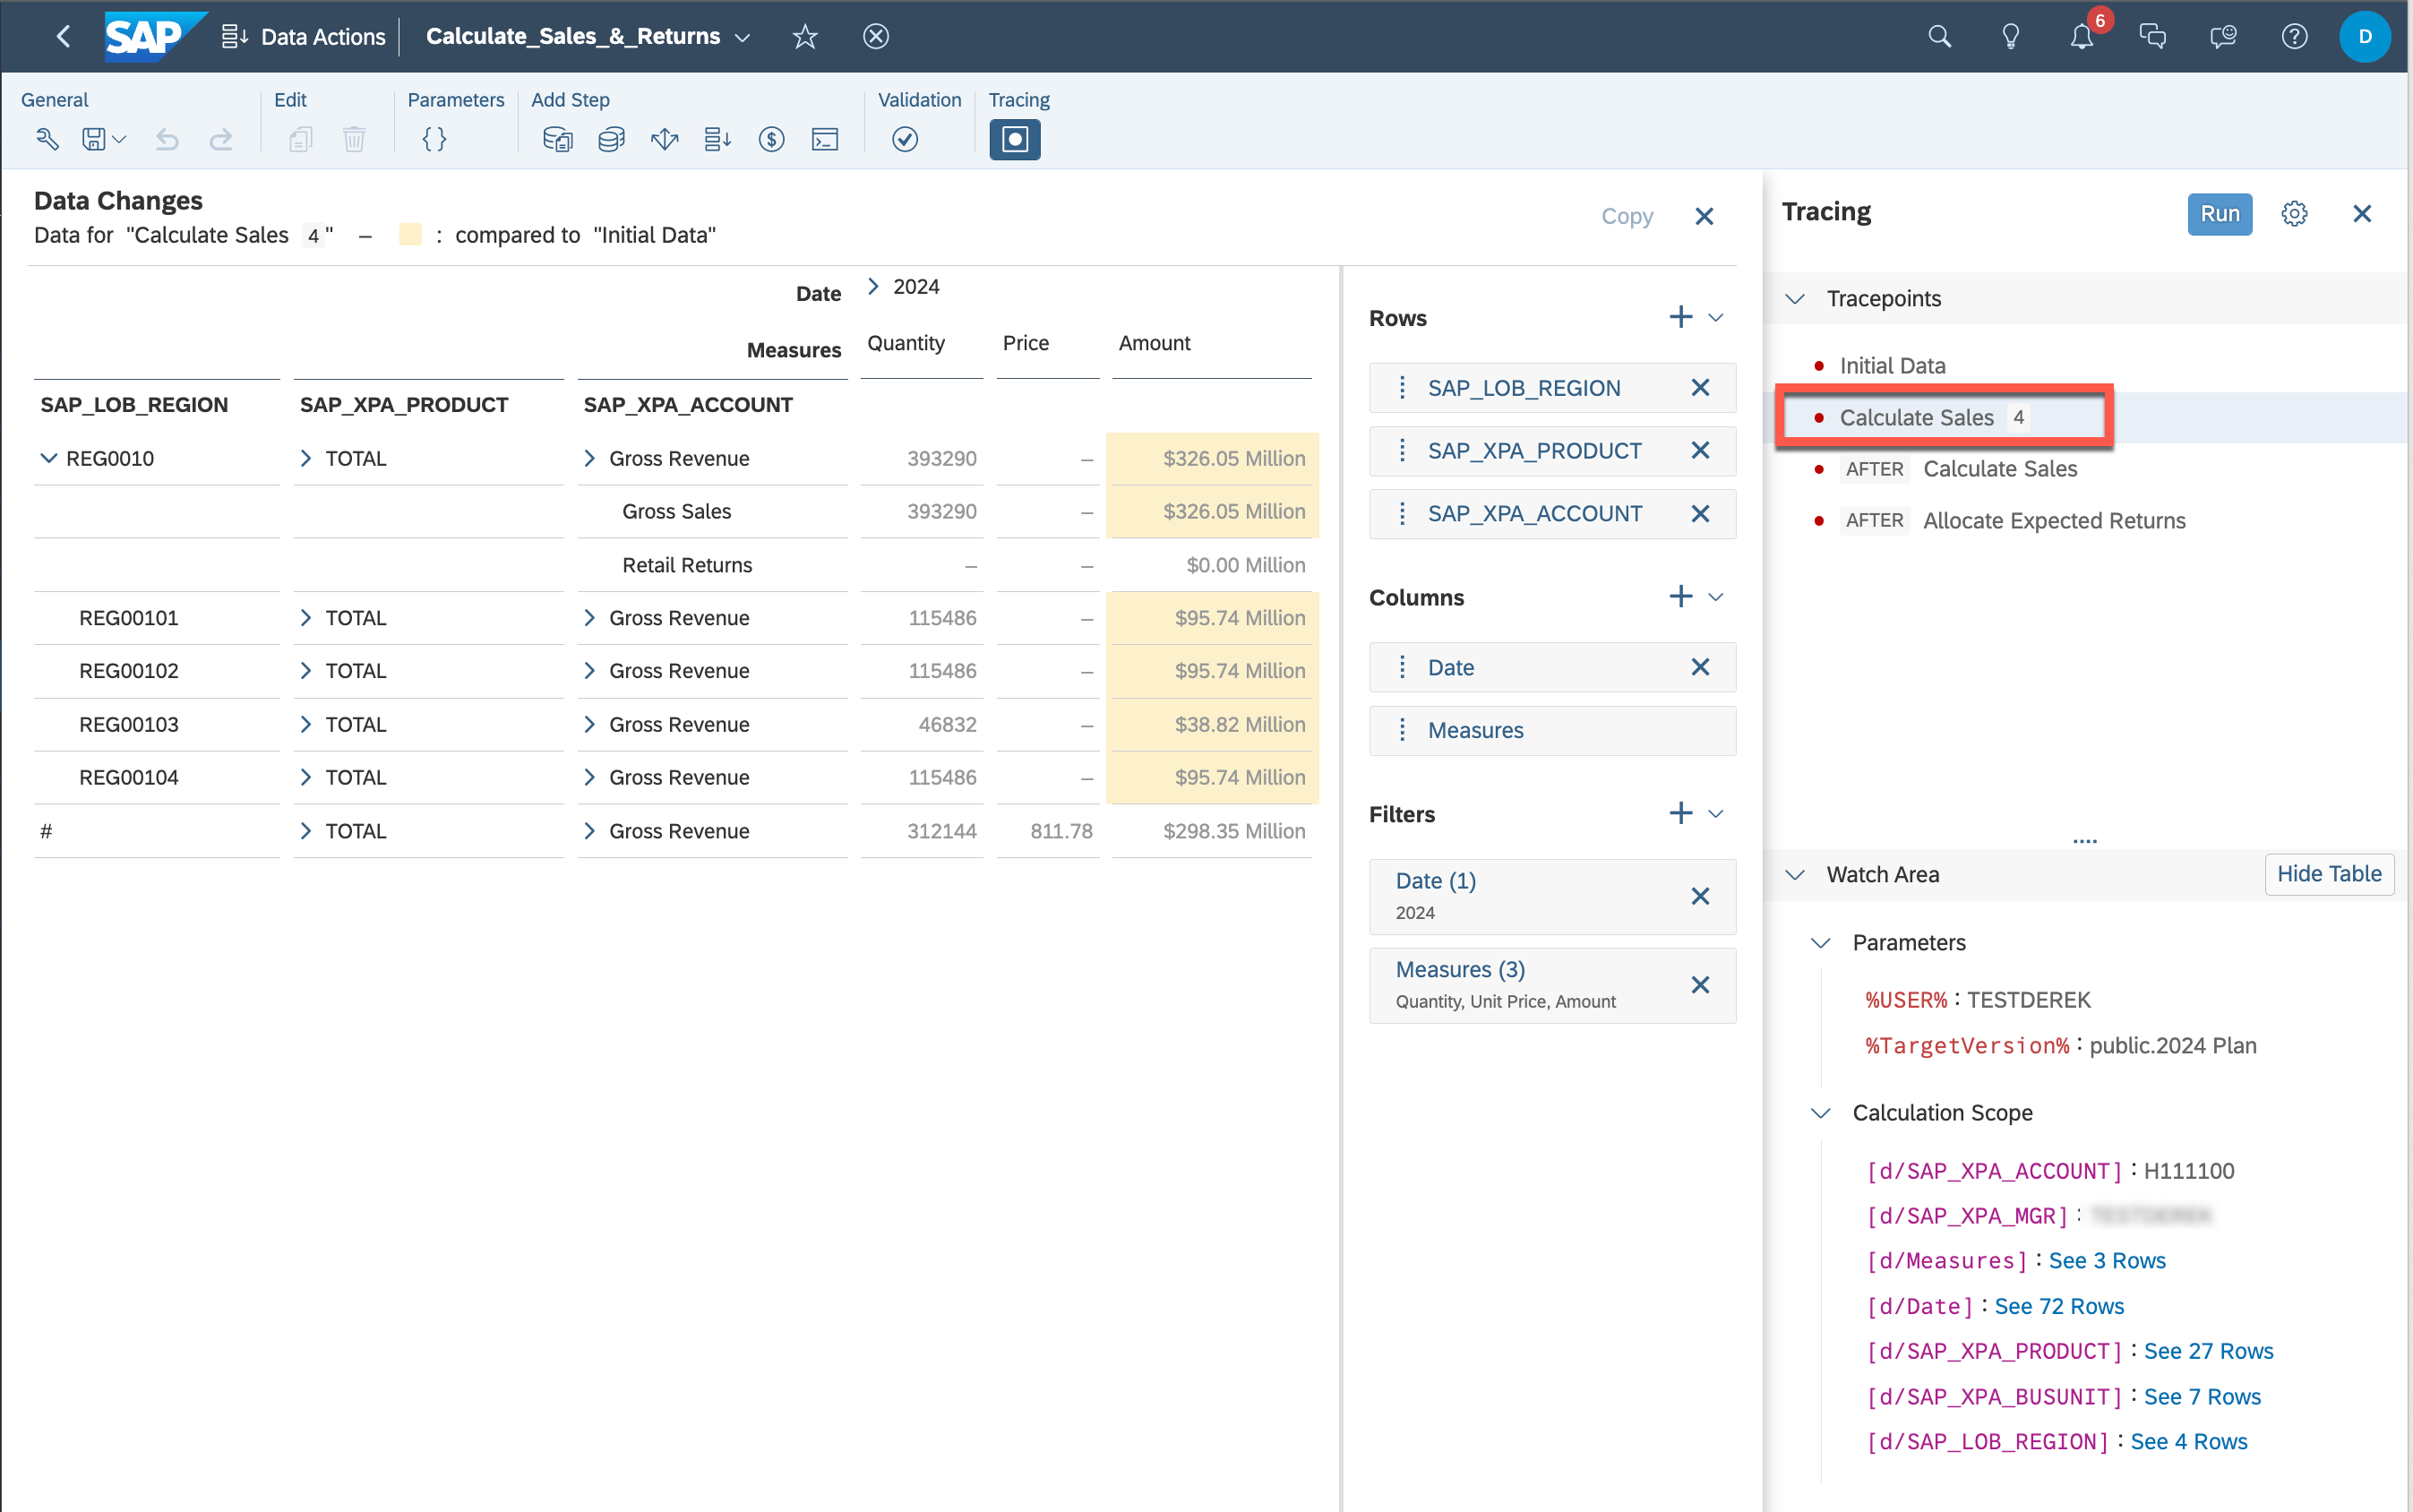 SAP Data Actions Calculate_Sales_&_Returns 6 D
General Edit Parameters Add Step Validation Tracing
Data Changes
Copy
Data for "Calculate Sales 4" – : compared to "Initial Data"
Date 2024
Measures Quantity Price Amount
SAP_LOB_REGION SAP_XPA_PRODUCT SAP_XPA_ACCOUNT
REG0010 TOTAL Gross Revenue 393290 – $326.05 Million
Gross Sales 393290 – $326.05 Million
Retail Returns – – $0.00 Million
REG00101 TOTAL Gross Revenue 115486 – $95.74 Million
REG00102 TOTAL Gross Revenue 115486 – $95.74 Million
REG00103 TOTAL Gross Revenue 46832 – $38.82 Million
REG00104 TOTAL Gross Revenue 115486 – $95.74 Million
# TOTAL Gross Revenue 312144 811.78 $298.35 Million
Rows
SAP_LOB_REGION
SAP_XPA_PRODUCT
SAP_XPA_ACCOUNT
Columns
Date
Measures
Filters
Date (1)
2024
Measures (3)
Quantity, Unit Price, Amount
Tracing Run
Tracepoints
Initial Data
Calculate Sales 4
AFTER Calculate Sales
AFTER Allocate Expected Returns
Watch Area Hide Table
Parameters
%USER% : TESTDEREK
%TargetVersion% : public.2024 Plan
Calculation Scope
[d/SAP_XPA_ACCOUNT] : H111100
[d/SAP_XPA_MGR] :
[d/Measures] : See 3 Rows
[d/Date] : See 72 Rows
[d/SAP_XPA_PRODUCT] : See 27 Rows
[d/SAP_XPA_BUSUNIT] : See 7 Rows
[d/SAP_LOB_REGION] : See 4 Rows